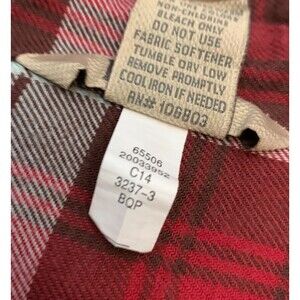 NON-CHLORINE
BLEACH ONLY
DO NOT USE
FABRIC SOFTENER
TUMBLE DRY LOW
REMOVE PROMPTLY
COOL IRON IF NEEDED
RN# 106803
65506
20033952
C14
3237-3
BQP